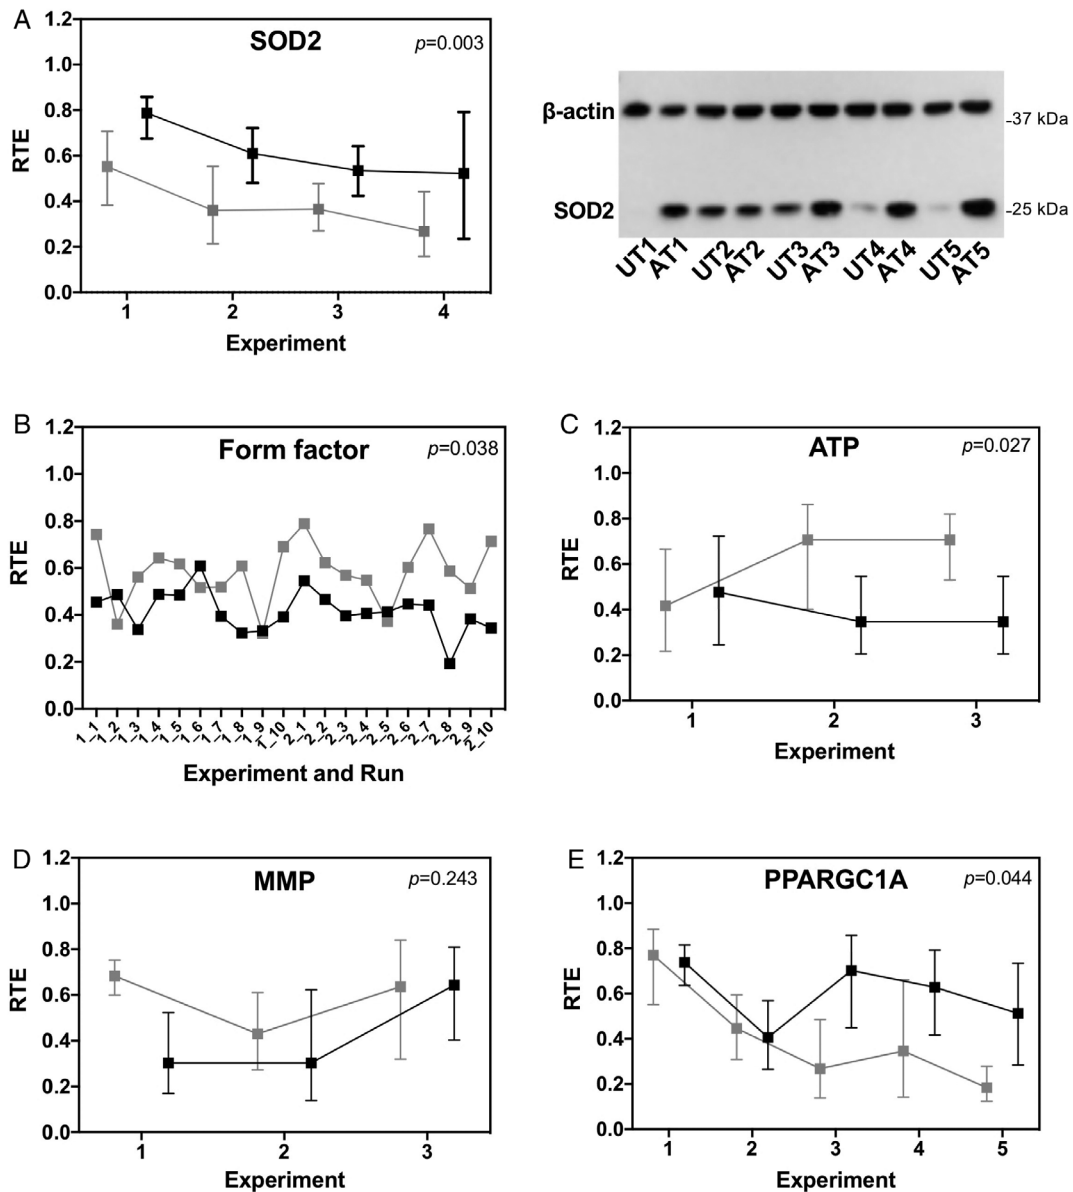 A
SOD2
p=0.003
RTE
1.2
1.0
0.8
0.6
0.4
0.2
0.0
1 2 3 4
Experiment
β-actin
-37 kDa
SOD2
-25 kDa
UT1 AT1 UT2 AT2 UT3 AT3 UT4 AT4 UT5 AT5
B
Form factor
p=0.038
RTE
1.2
1.0
0.8
0.6
0.4
0.2
0.0
1_1 1_2 1_3 1_4 1_5 1_6 1_7 1_8 1_9 1_10 2_1 2_2 2_3 2_4 2_5 2_6 2_7 2_8 2_9 2_10
Experiment and Run
C
ATP
p=0.027
RTE
1.2
1.0
0.8
0.6
0.4
0.2
0.0
1 2 3
Experiment
D
MMP
p=0.243
RTE
1.2
1.0
0.8
0.6
0.4
0.2
0.0
1 2 3
Experiment
E
PPARGC1A
p=0.044
RTE
1.2
1.0
0.8
0.6
0.4
0.2
0.0
1 2 3 4 5
Experiment